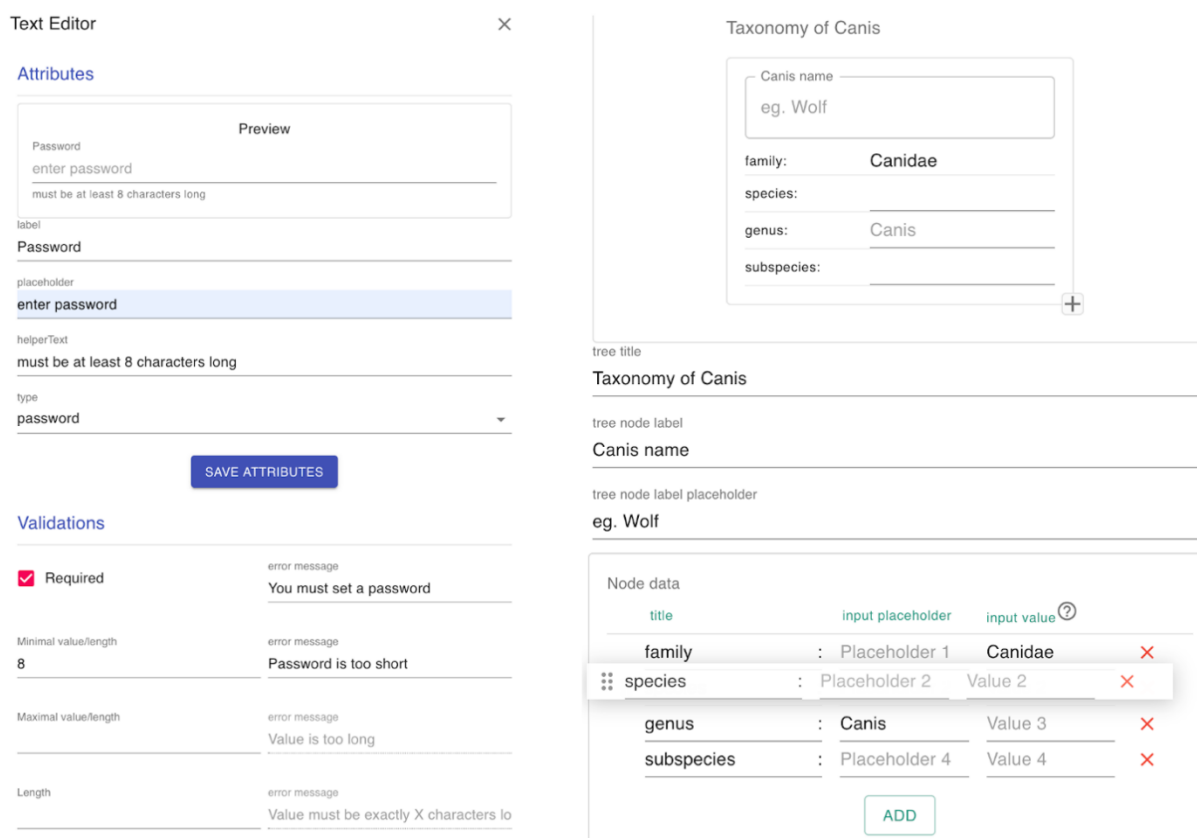 Text Editor
Attributes
Preview
Password
enter password
must be at least 8 characters long
label
Password
placeholder
enter password
helperText
must be at least 8 characters long
type
password
SAVE ATTRIBUTES
Validations
Required
error message
You must set a password
Minimal value/length
8
error message
Password is too short
Maximal value/length
error message
Value is too long
Length
error message
Value must be exactly X characters lo
Taxonomy of Canis
Canis name
eg. Wolf
family: Canidae
species:
genus: Canis
subspecies:
tree title
Taxonomy of Canis
tree node label
Canis name
tree node label placeholder
eg. Wolf
Node data
title input placeholder input value ?
family : Placeholder 1 Canidae
species : Placeholder 2 Value 2
genus : Canis Value 3
subspecies : Placeholder 4 Value 4
ADD